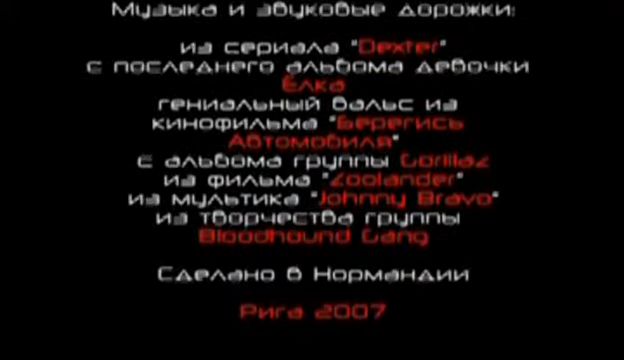 Музыка и звуковые дорожки:
из сериала "Dexter"
с последнего альбома девочки
Ёлка
гениальный вальс из
кинофильма "Берегись
Автомобиля"
с альбома группы Gorillaz
из фильма "Zoolander"
из мультика "Johnny Bravo"
из творчества группы
Bloodhound Gang
Сделано в Нормандии
Рига 2007